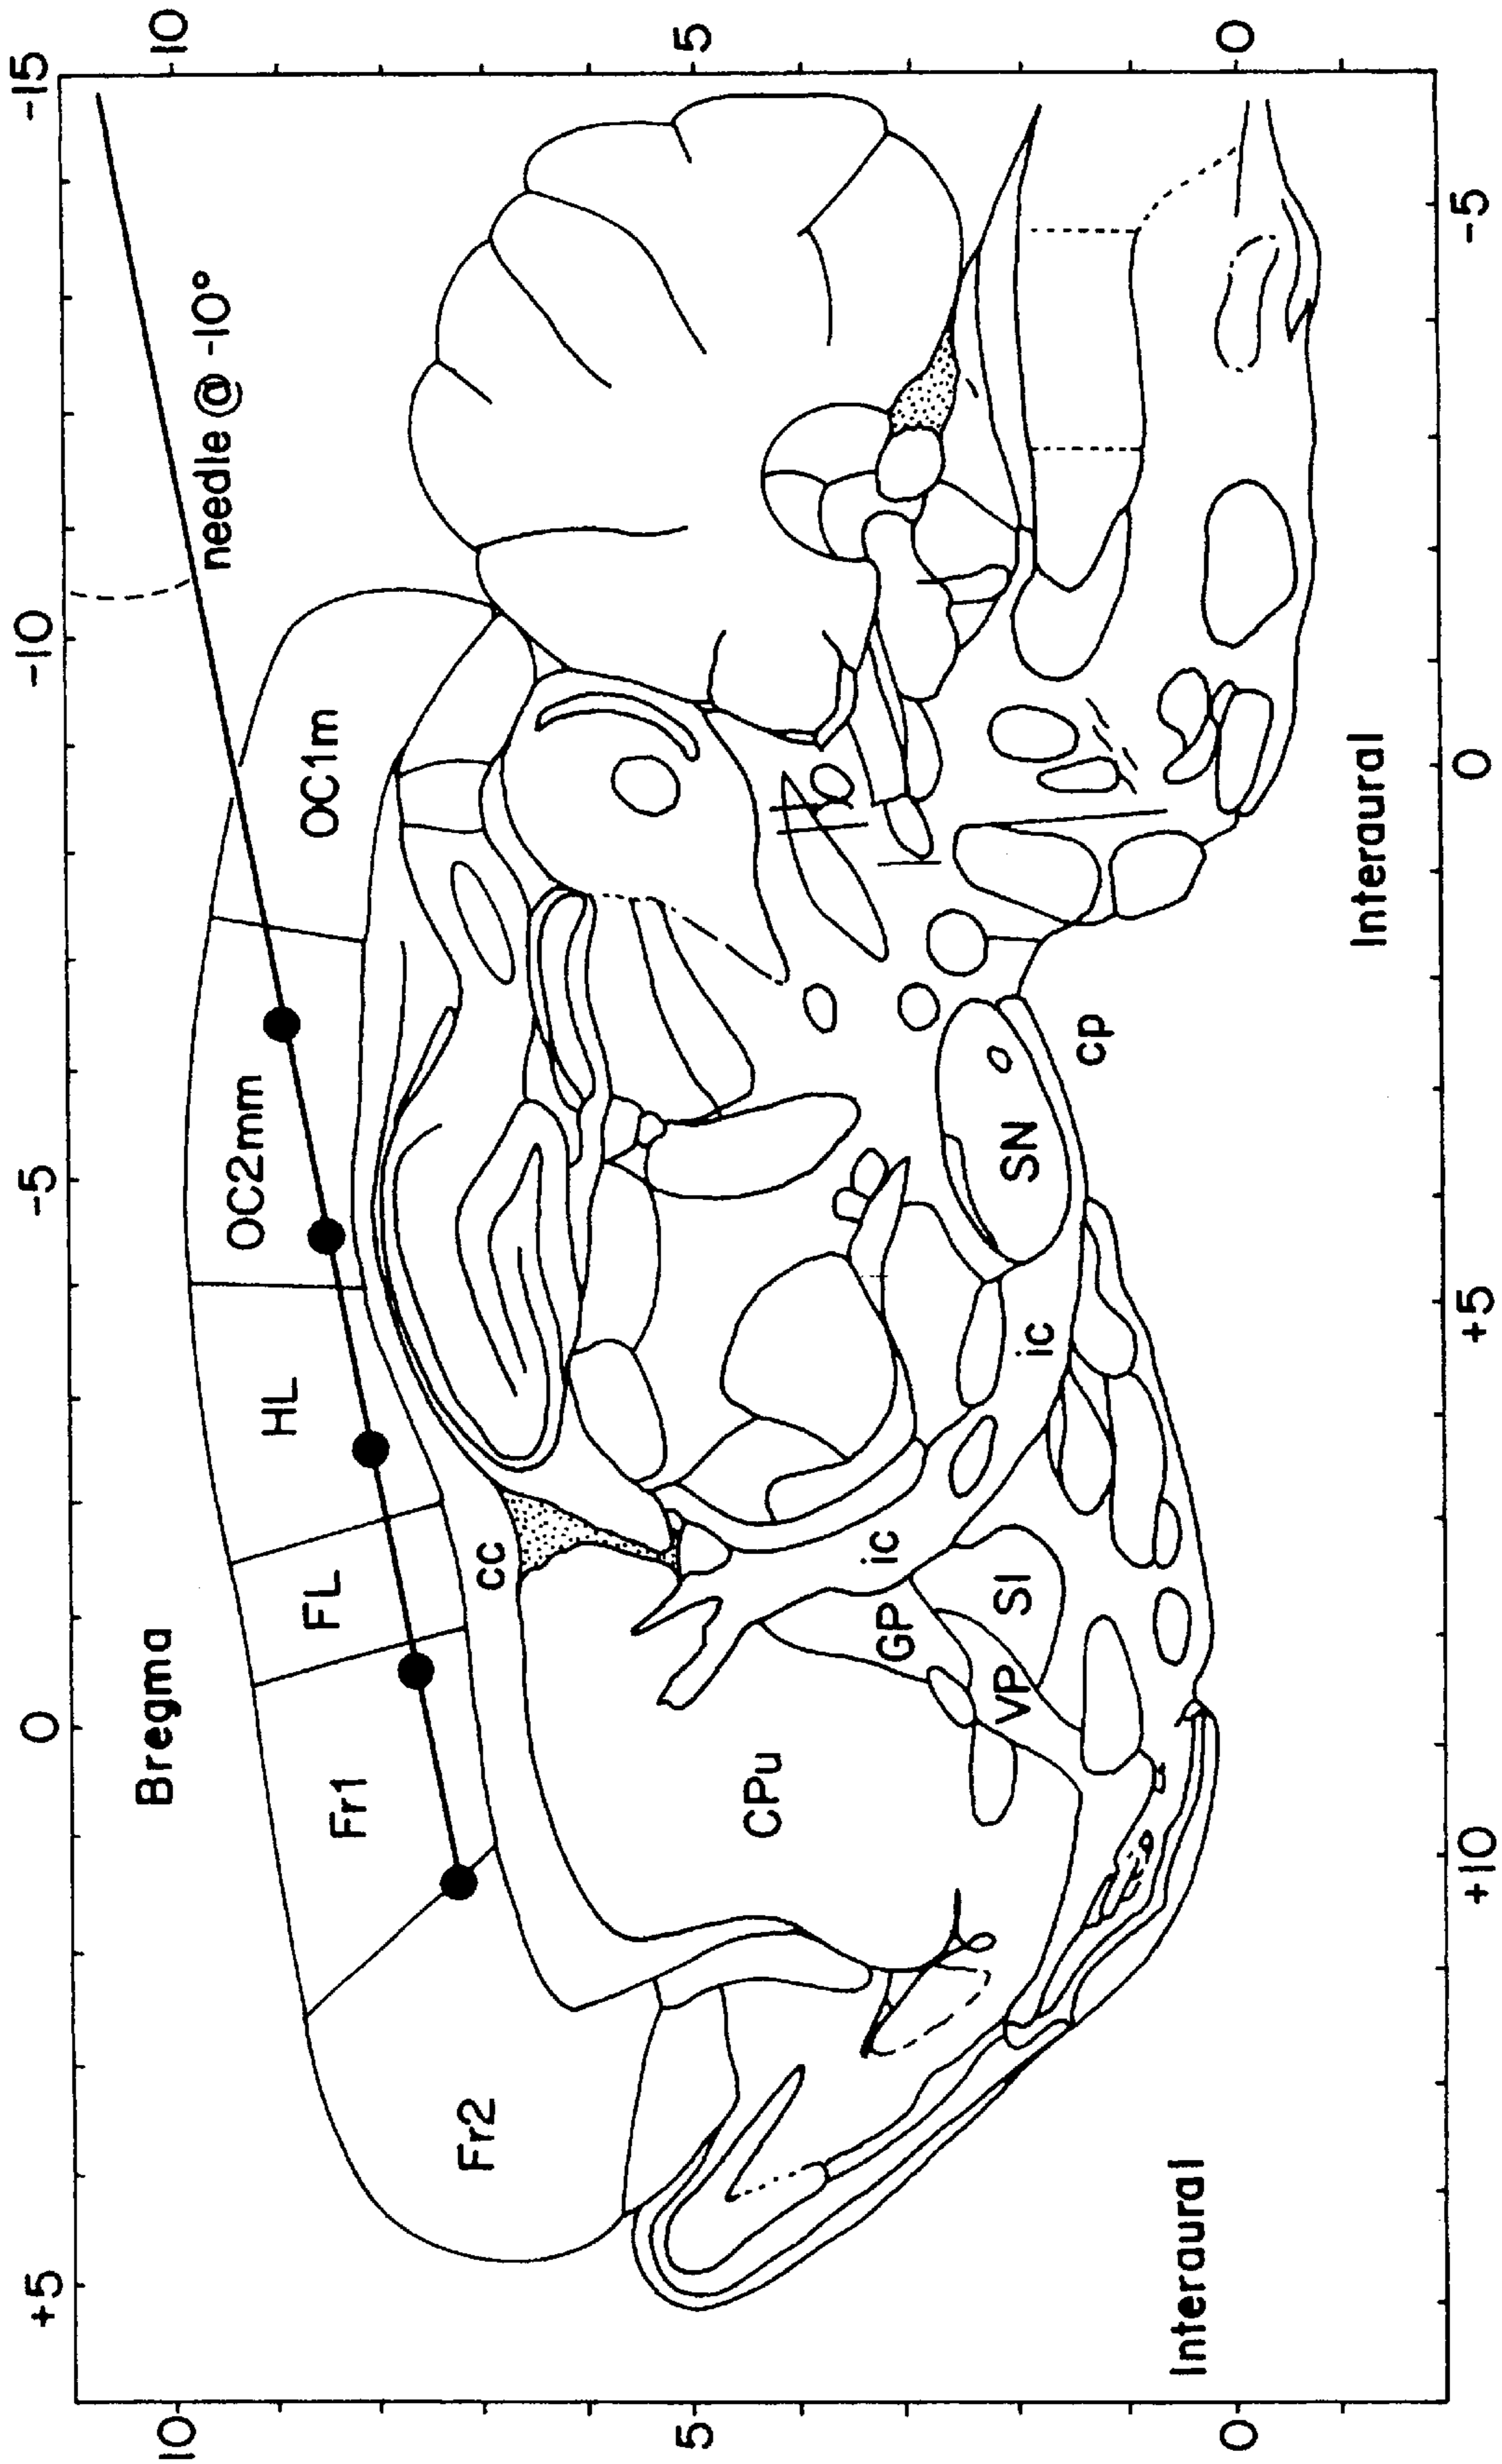 Bregma
+5
0
-5
-10
-15
10
5
0
10
5
0
needle @ -10°
Fr2
Fr1
FL
HL
OC2mm
OC1m
cc
CPu
GP
ic
VP
SI
ic
SN
cp
Interaural
Interaural
+10
+5
0
-5